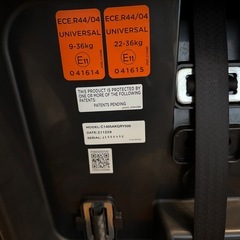 ECE.R44/04
UNIVERSAL
9-36kg
E11
041614
ECE.R44/04
UNIVERSAL
22-36kg
E11
041615
THIS PRODUCT IS PROTECTED BY
ONE OR MORE OF THE FOLLOWING
PATENTS:
PATENTS PENDING